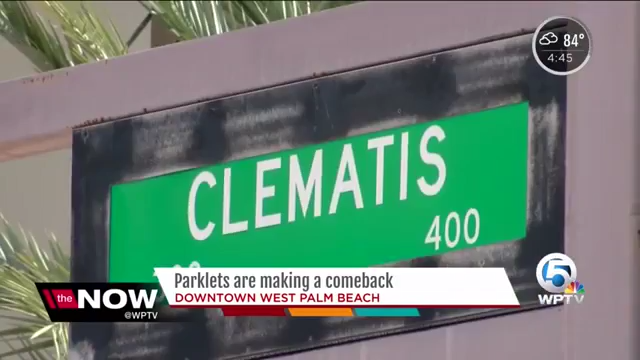 84°
4:45
CLEMATIS
400
Parklets are making a comeback
the NOW
DOWNTOWN WEST PALM BEACH
@WPTV
5
WPTV